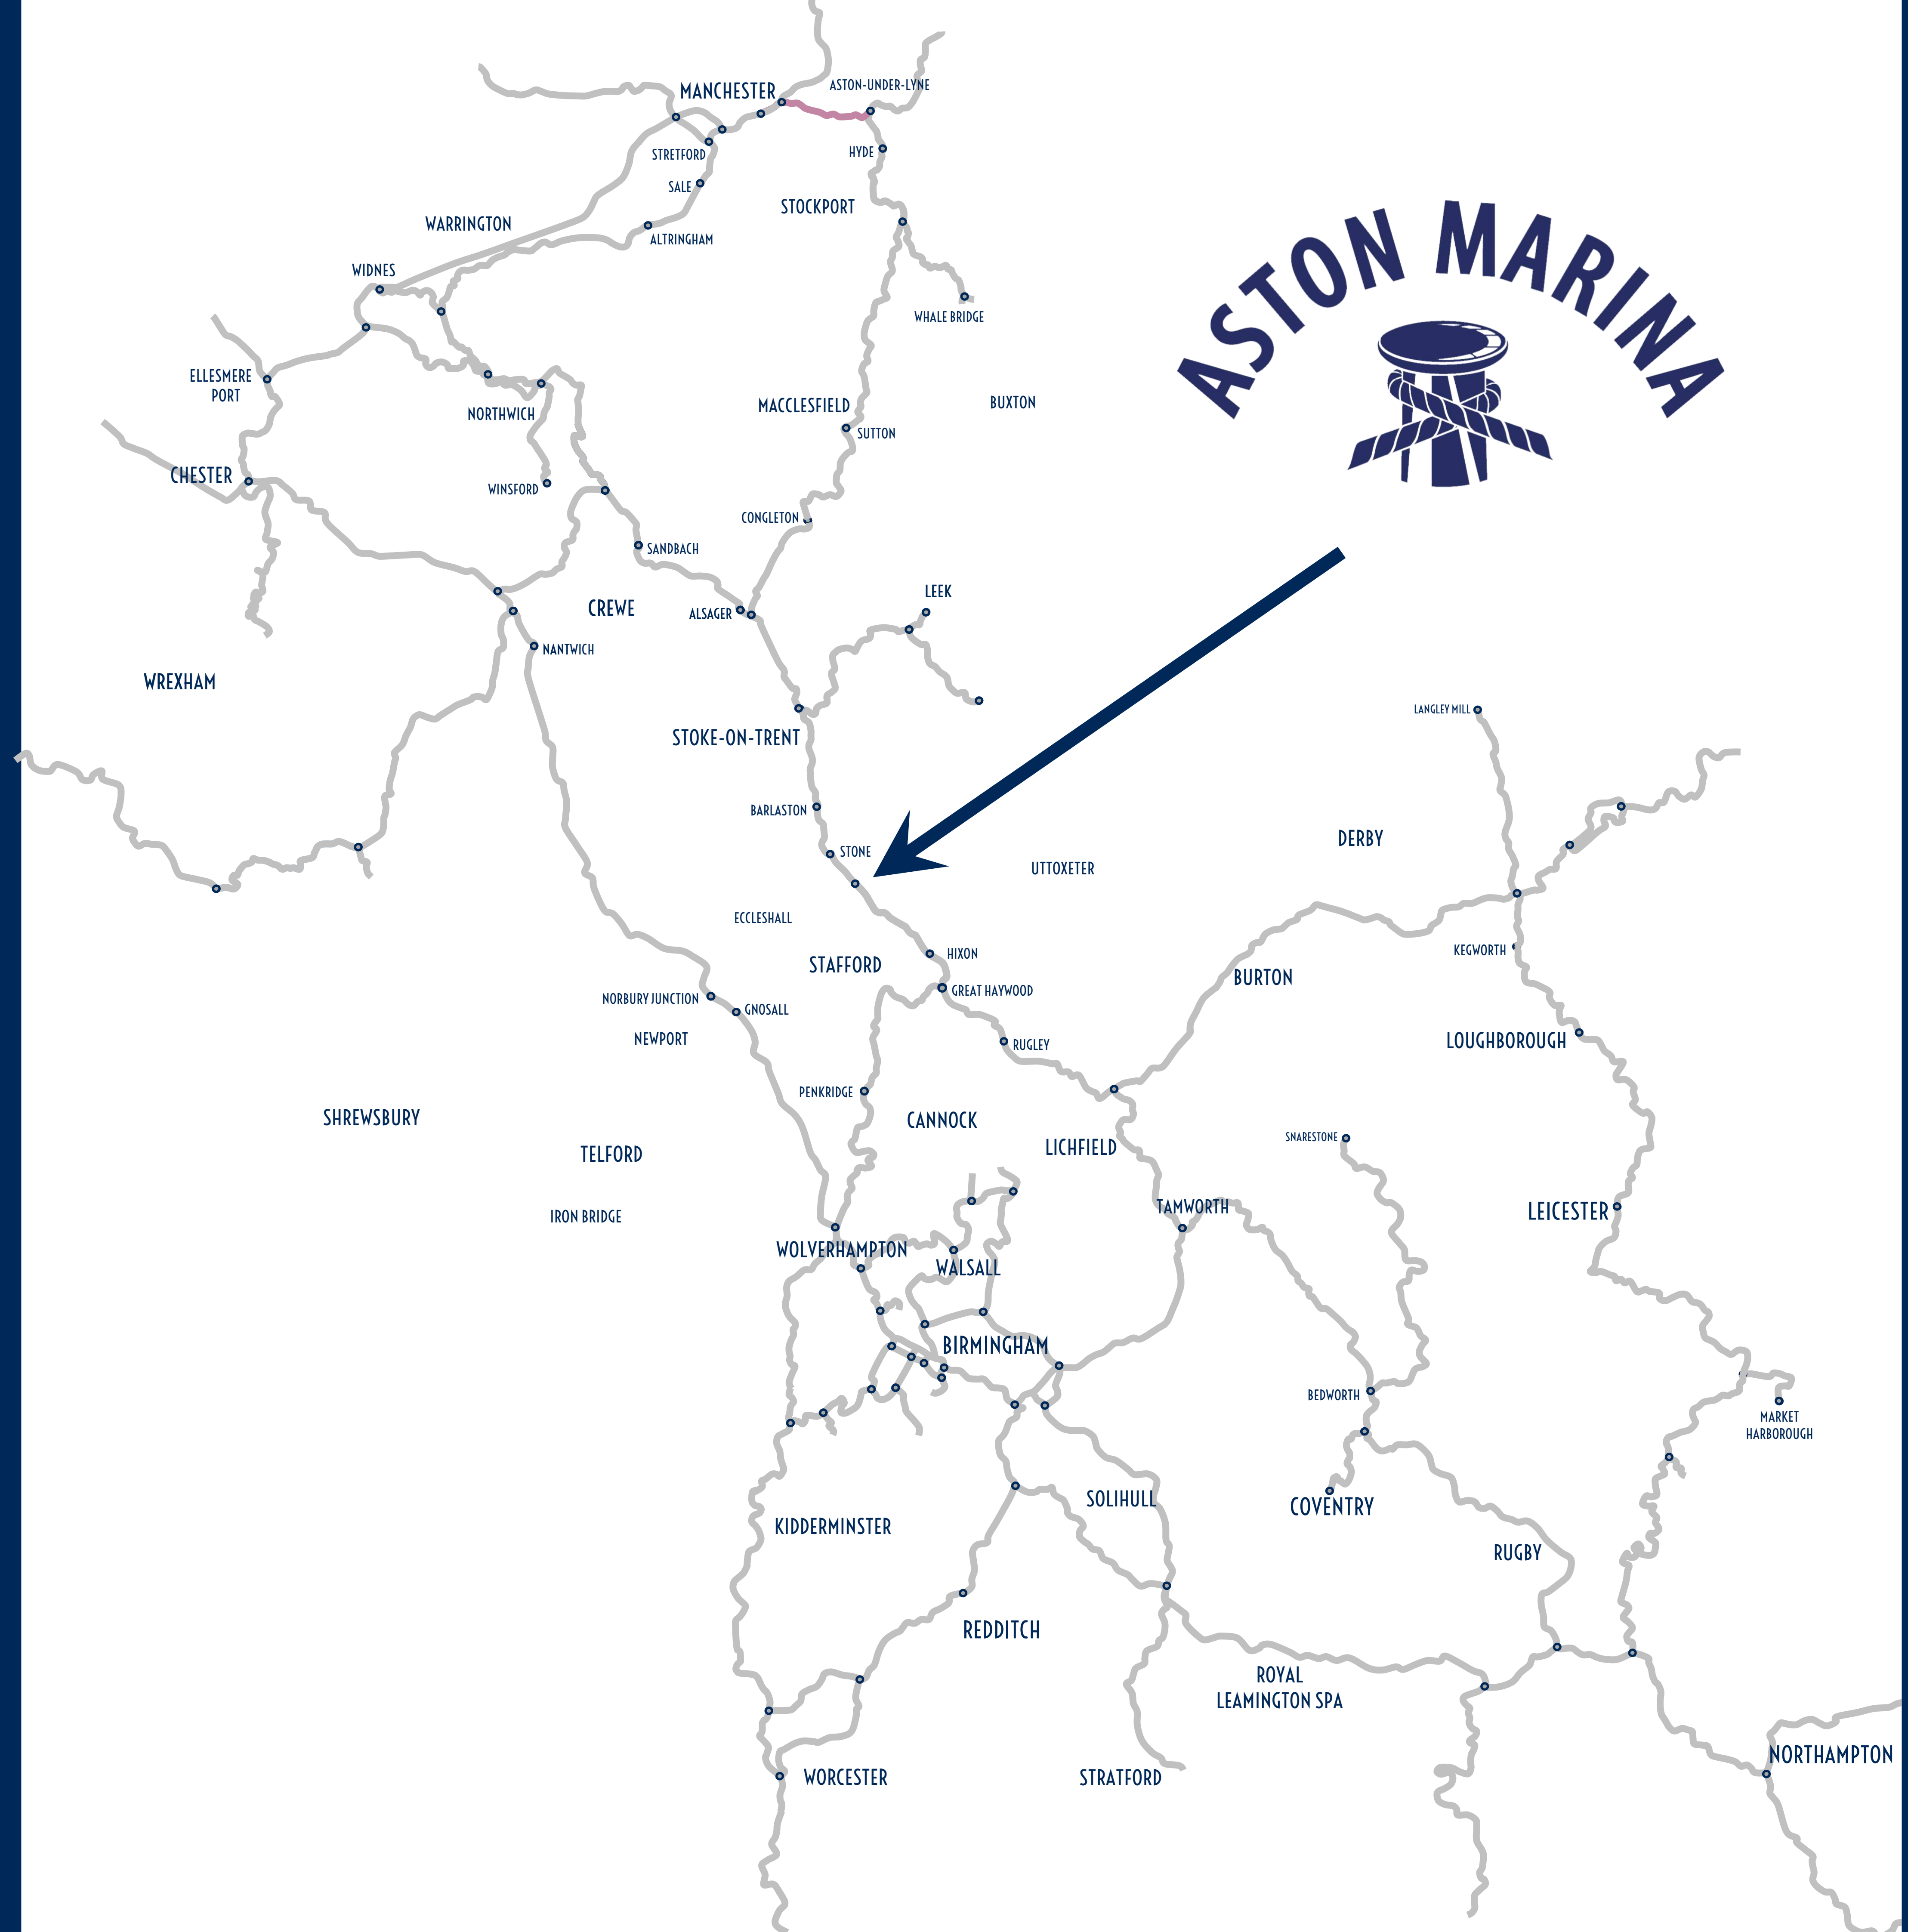 MANCHESTER
ASTON-UNDER-LYNE
STRETFORD
HYDE
SALE
STOCKPORT
WARRINGTON
ALTRINGHAM
WIDNES
WHALE BRIDGE
ASTON MARINA
ELLESMERE
PORT
NORTHWICH
MACCLESFIELD
BUXTON
SUTTON
CHESTER
WINSFORD
CONGLETON
SANDBACH
LEEK
CREWE
ALSAGER
NANTWICH
WREXHAM
LANGLEY MILL
STOKE-ON-TRENT
BARLASTON
DERBY
STONE
UTTOXETER
ECCLESHALL
HIXON
KEGWORTH
STAFFORD
BURTON
GREAT HAYWOOD
NORBURY JUNCTION
GNOSALL
NEWPORT
RUGLEY
LOUGHBOROUGH
PENKRIDGE
SHREWSBURY
CANNOCK
SNARESTONE
LICHFIELD
TELFORD
TAMWORTH
LEICESTER
IRON BRIDGE
WOLVERHAMPTON
WALSALL
BIRMINGHAM
BEDWORTH
MARKET
HARBOROUGH
SOLIHULL
COVENTRY
KIDDERMINSTER
RUGBY
REDDITCH
ROYAL
LEAMINGTON SPA
NORTHAMPTON
WORCESTER
STRATFORD